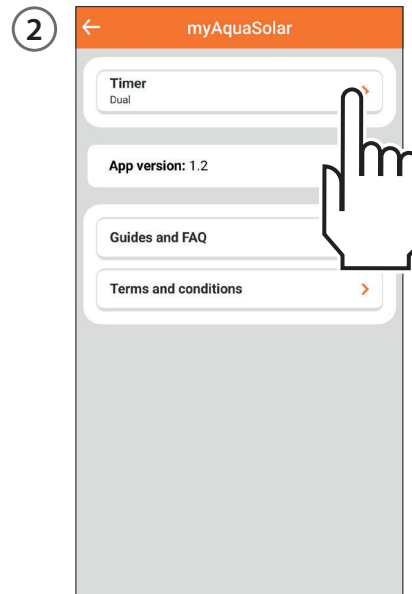 2
myAquaSolar
Timer
Dual
App version: 1.2
Guides and FAQ
Terms and conditions